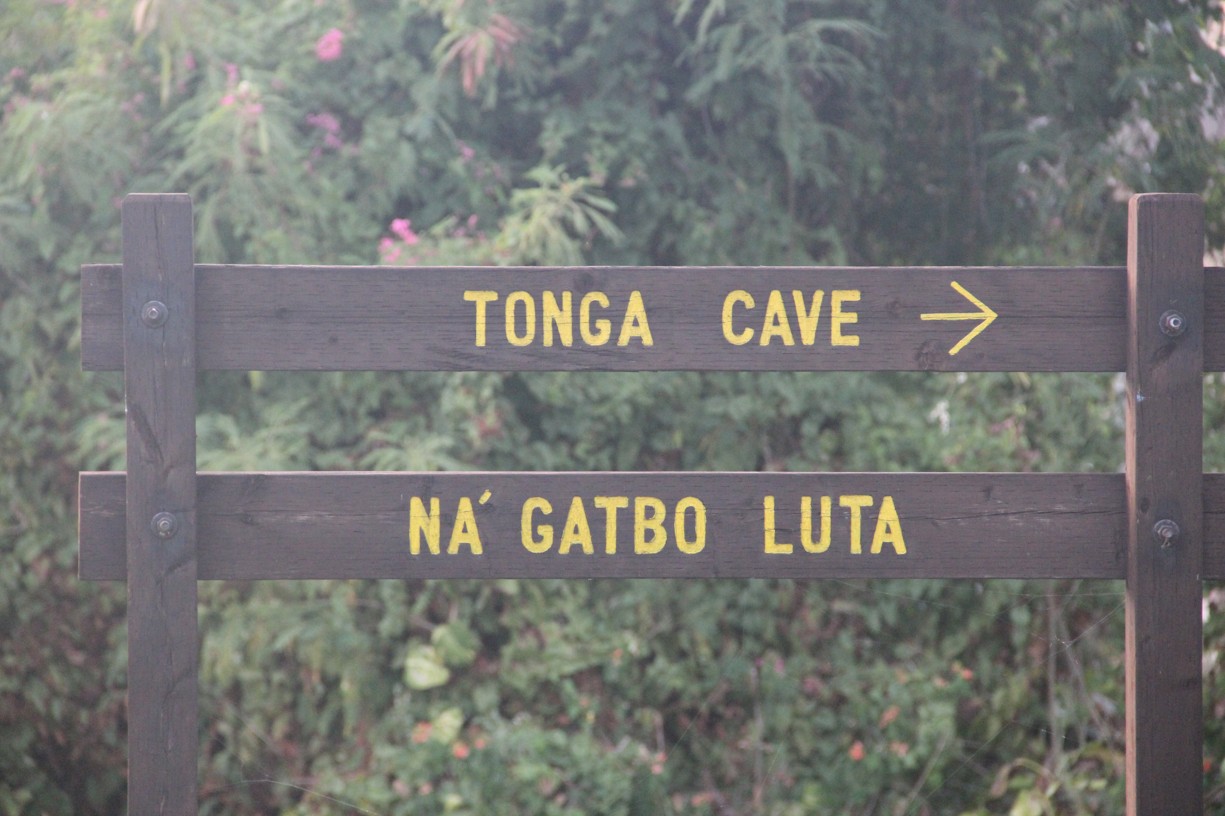 TONGA CAVE →
NA´ GATBO LUTA